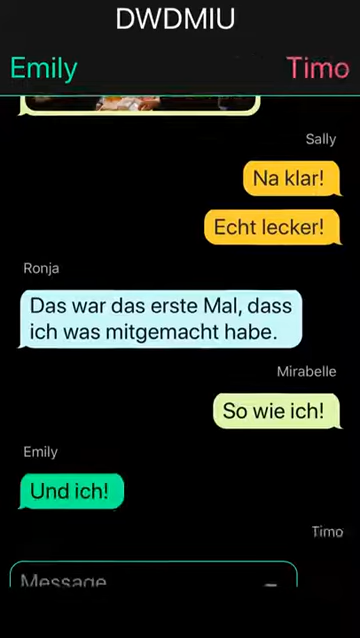 DWDMIU
Emily
Timo
Sally
Na klar!
Echt lecker!
Ronja
Das war das erste Mal, dass
ich was mitgemacht habe.
Mirabelle
So wie ich!
Emily
Und ich!
Timo
Message